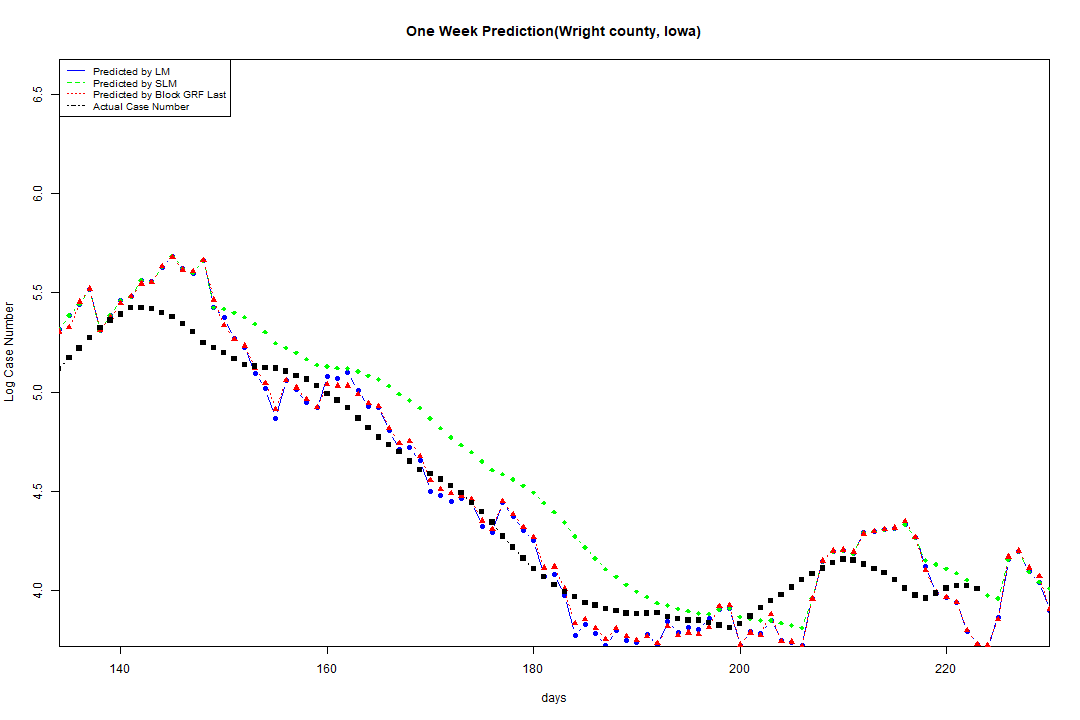 One Week Prediction(Wright county, Iowa)
Predicted by LM
Predicted by SLM
Predicted by Block GRF Last
Actual Case Number
6.5
6.0
5.5
5.0
4.5
4.0
Log Case Number
140 160 180 200 220
days